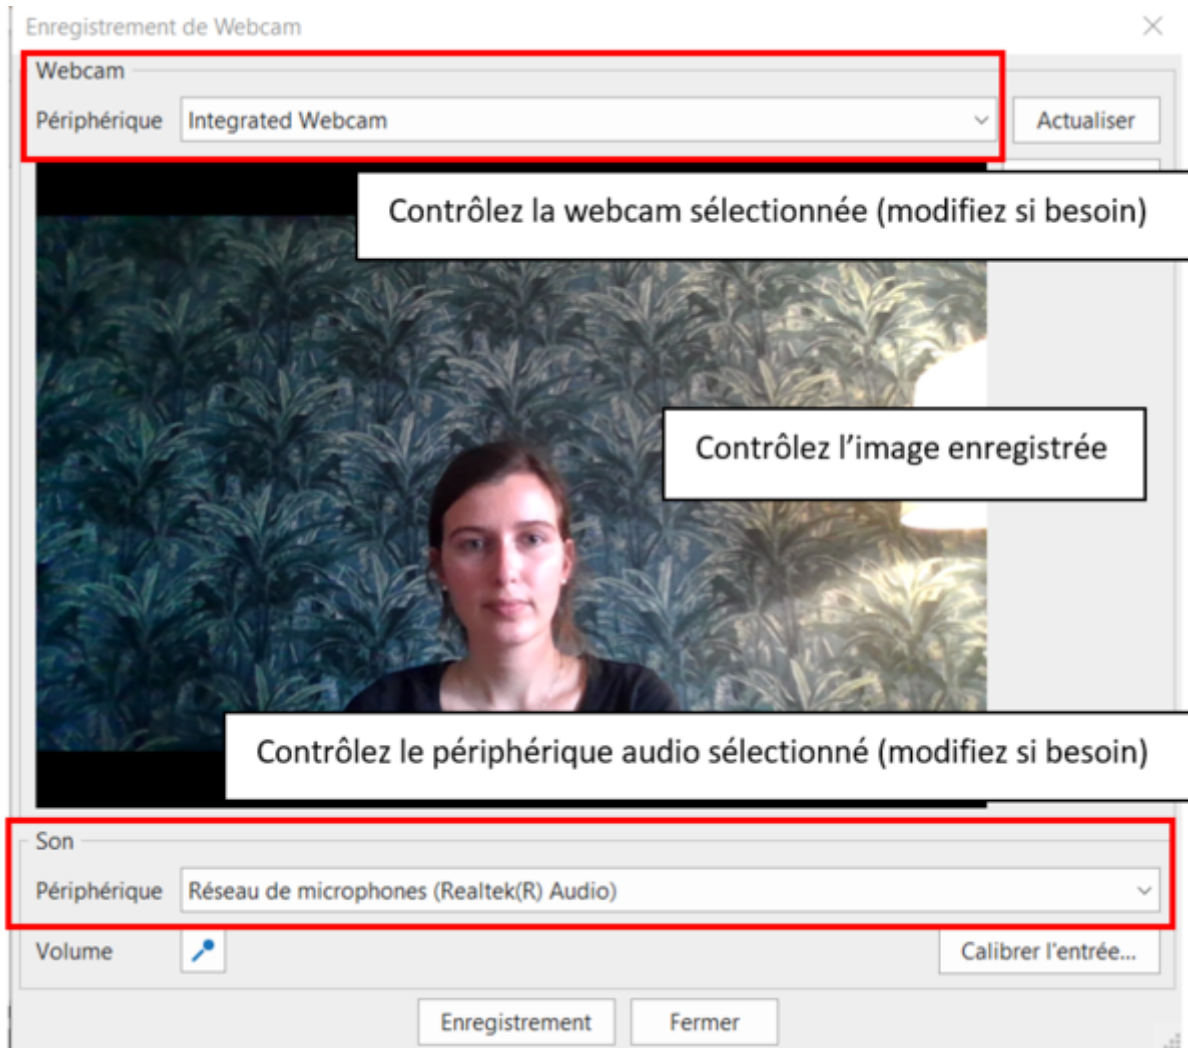 Enregistrement de Webcam
Webcam
Périphérique Integrated Webcam Actualiser
Contrôlez la webcam sélectionnée (modifiez si besoin)
Contrôlez l’image enregistrée
Contrôlez le périphérique audio sélectionné (modifiez si besoin)
Son
Périphérique Réseau de microphones (Realtek(R) Audio)
Volume Calibrer l'entrée...
Enregistrement Fermer